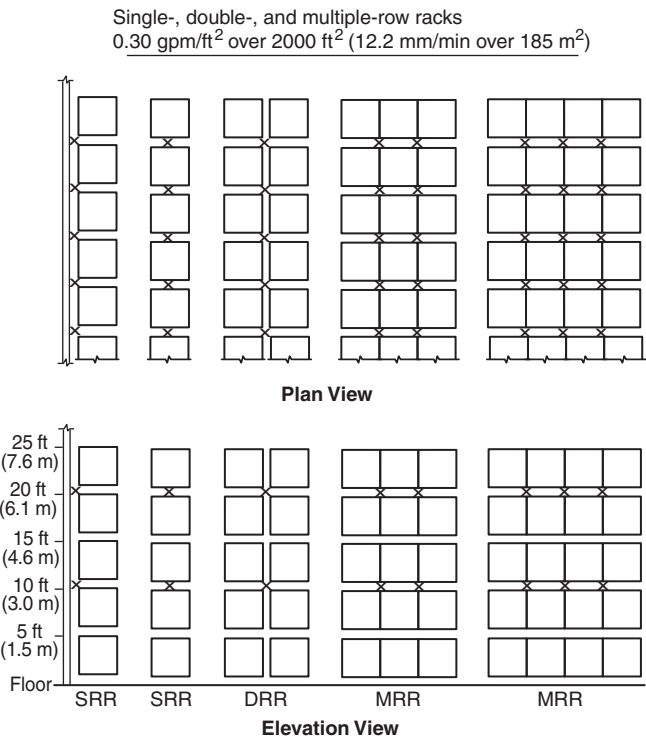 Single-, double-, and multiple-row racks
0.30 gpm/ft² over 2000 ft² (12.2 mm/min over 185 m²)
Plan View
25 ft
(7.6 m)
20 ft
(6.1 m)
15 ft
(4.6 m)
10 ft
(3.0 m)
5 ft
(1.5 m)
Floor
SRR SRR DRR MRR MRR
Elevation View